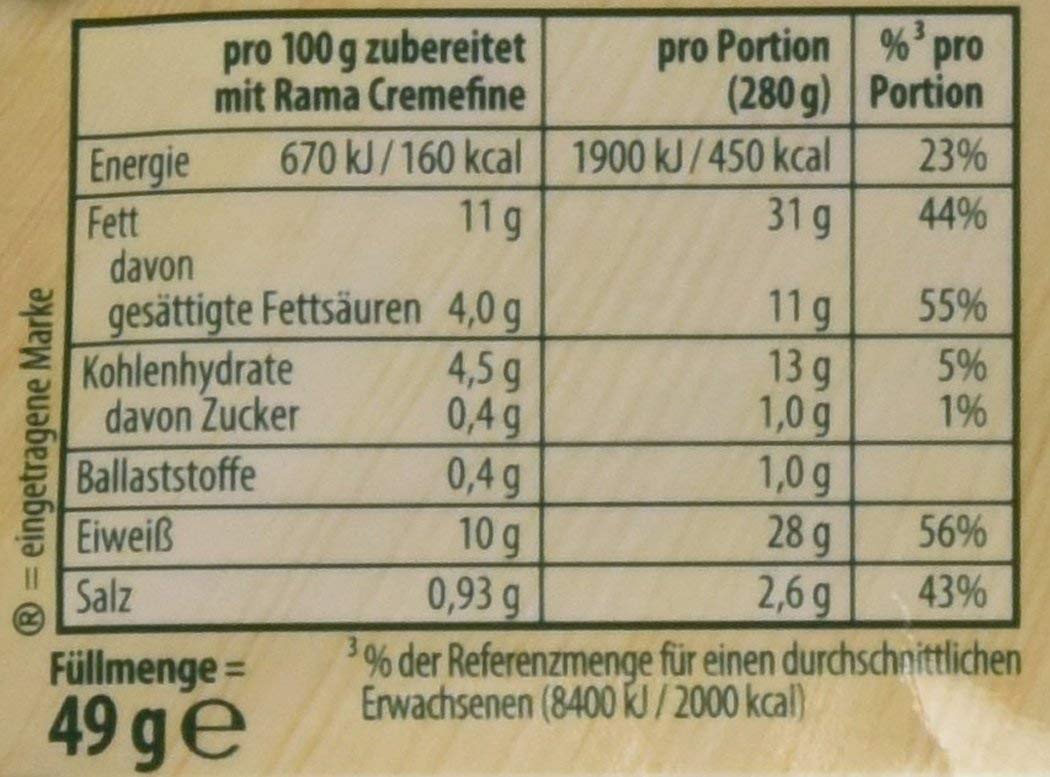 pro 100 g zubereitet mit Rama Cremefine pro Portion (280 g) %³ pro Portion
Energie 670 kJ / 160 kcal 1900 kJ / 450 kcal 23%
Fett 11 g 31 g 44%
davon
gesättigte Fettsäuren 4,0 g 11 g 55%
Kohlenhydrate 4,5 g 13 g 5%
davon Zucker 0,4 g 1,0 g 1%
Ballaststoffe 0,4 g 1,0 g
Eiweiß 10 g 28 g 56%
Salz 0,93 g 2,6 g 43%
® = eingetragene Marke
Füllmenge =
49 g e
³ % der Referenzmenge für einen durchschnittlichen
Erwachsenen (8400 kJ / 2000 kcal)